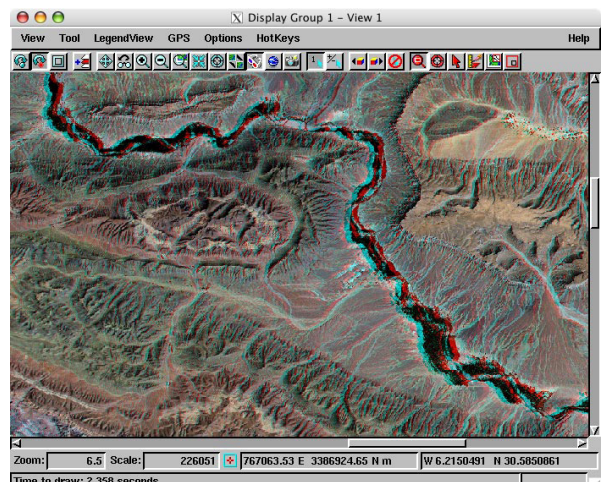 Display Group 1 - View 1
View Tool LegendView GPS Options HotKeys Help
Zoom: 6.5 Scale: 226051 767063.53 E 3386924.65 N m W 6.2150491 N 30.5850861
Time to draw: 2.358 seconds